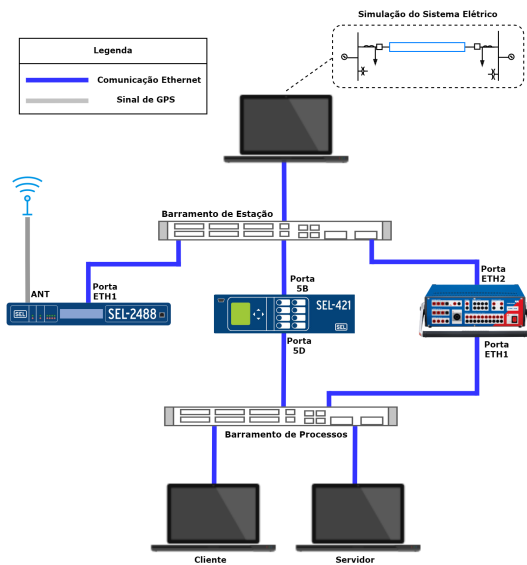 Simulação do Sistema Elétrico
Legenda
Comunicação Ethernet
Sinal de GPS
Barramento de Estação
ANT
Porta
ETH1
SEL
SEL-2488
Porta
5B
SEL-421
SEL
Porta
5D
Porta
ETH2
Porta
ETH1
Barramento de Processos
Cliente
Servidor